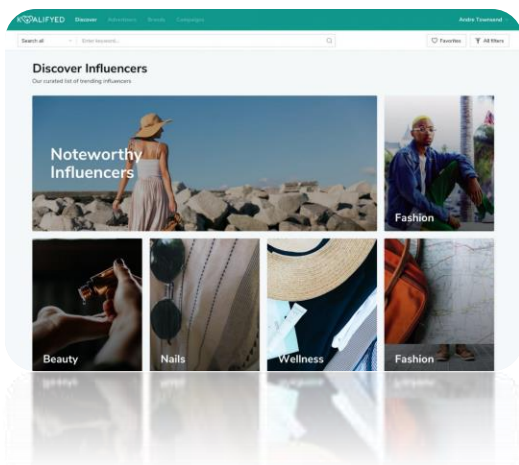 KOALIFYED Discover Advertisers Brands Campaigns Andre Townsend
Search all Enter keyword... Favorites All filters
Discover Influencers
Our curated list of trending influencers
Noteworthy
Influencers
Fashion
Beauty
Nails
Wellness
Fashion